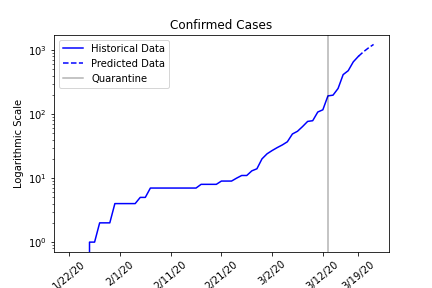 Confirmed Cases
Historical Data
Predicted Data
Quarantine
Logarithmic Scale
10³
10²
10¹
10⁰
1/22/20
2/1/20
2/11/20
2/21/20
3/2/20
3/12/20
3/19/20